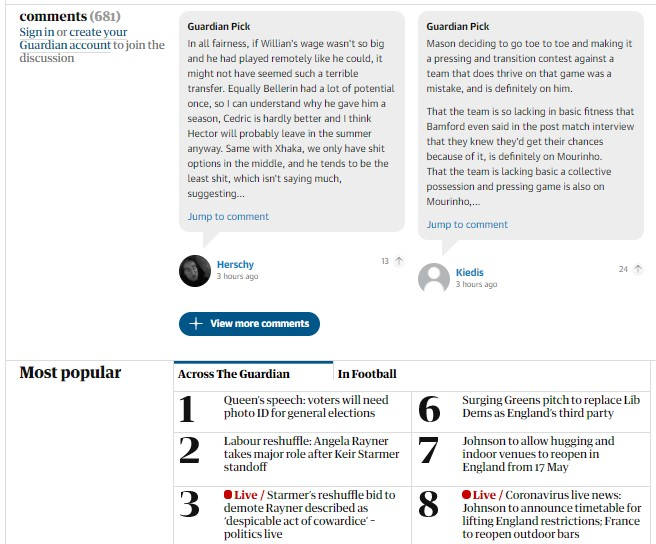 comments (681)
Sign in or create your
Guardian account to join the
discussion
Guardian Pick
In all fairness, if Willian's wage wasn't so big
and he had played remotely like he could, it
might not have seemed such a terrible
transfer. Equally Bellerin had a lot of potential
once, so I can understand why he gave him a
season, Cedric is hardly better and I think
Hector will probably leave in the summer
anyway. Same with Xhaka, we only have shit
options in the middle, and he tends to be the
least shit, which isn't saying much,
suggesting...
Jump to comment
Herschy
3 hours ago
13
Guardian Pick
Mason deciding to go toe to toe and making it
a pressing and transition contest against a
team that does thrive on that game was a
mistake, and is definitely on him.
That the team is so lacking in basic fitness that
Bamford even said in the post match interview
that they knew they'd get their chances
because of it, is definitely on Mourinho.
That the team is lacking basic a collective
possession and pressing game is also on
Mourinho,...
Jump to comment
Kiedis
3 hours ago
24
View more comments
Most popular
Across The Guardian
In Football
1 Queen's speech: voters will need
photo ID for general elections
2 Labour reshuffle: Angela Rayner
takes major role after Keir Starmer
standoff
3 Live / Starmer's reshuffle bid to
demote Rayner described as
'despicable act of cowardice' –
politics live
6 Surging Greens pitch to replace Lib
Dems as England's third party
7 Johnson to allow hugging and
indoor venues to reopen in
England from 17 May
8 Live / Coronavirus live news:
Johnson to announce timetable for
lifting England restrictions; France
to reopen outdoor bars